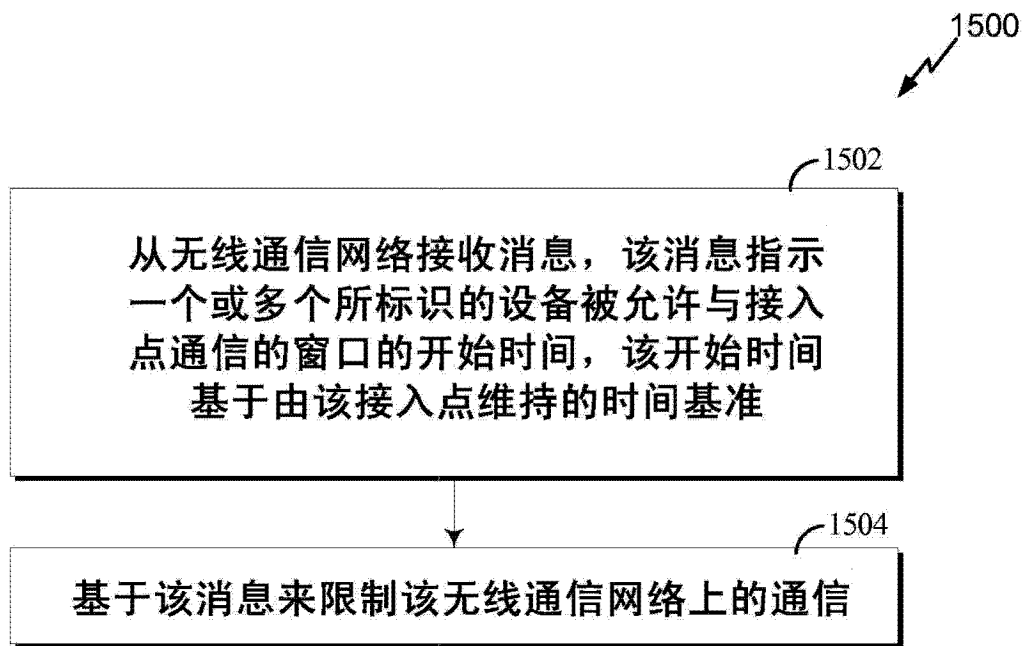 1500
1502
从无线通信网络接收消息，该消息指示
一个或多个所标识的设备被允许与接入
点通信的窗口的开始时间，该开始时间
基于由该接入点维持的时间基准
1504
基于该消息来限制该无线通信网络上的通信